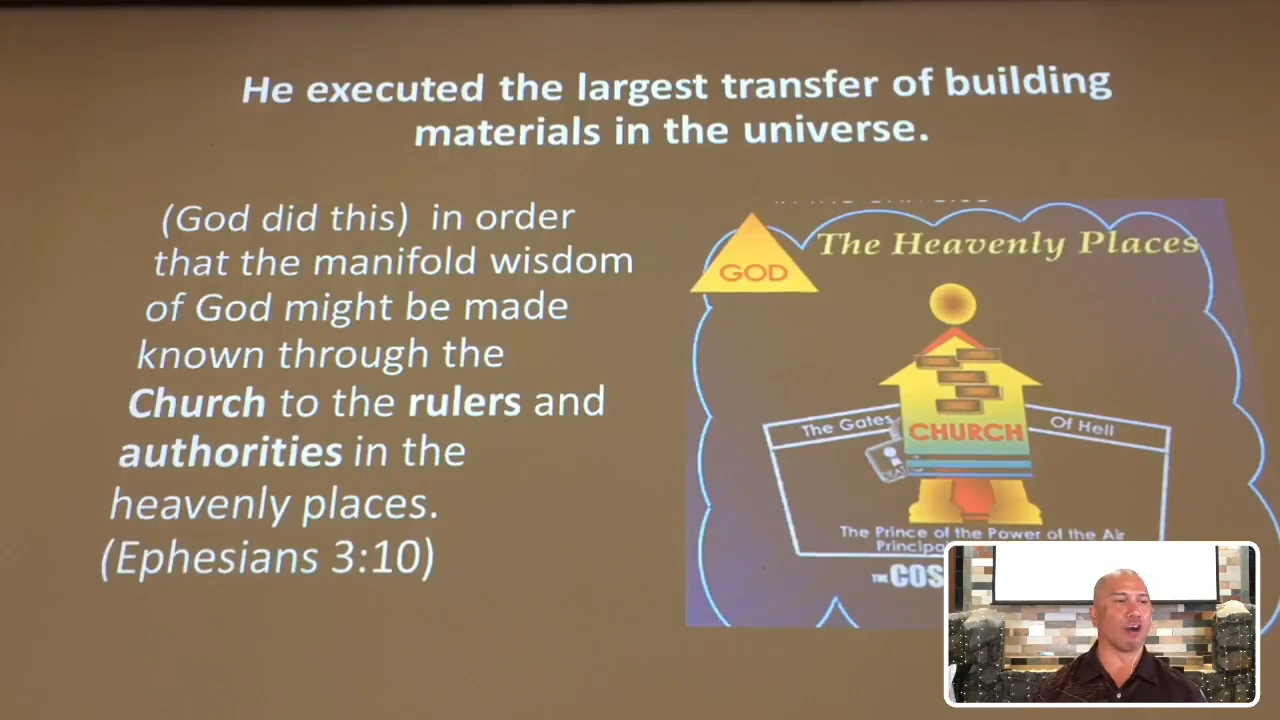 He executed the largest transfer of building
materials in the universe.
(God did this) in order
that the manifold wisdom
of God might be made
known through the
Church to the rulers and
authorities in the
heavenly places.
(Ephesians 3:10)
The Heavenly Places
GOD
The Gates
Of Hell
CHURCH
The Prince of the Power of the Air
THE